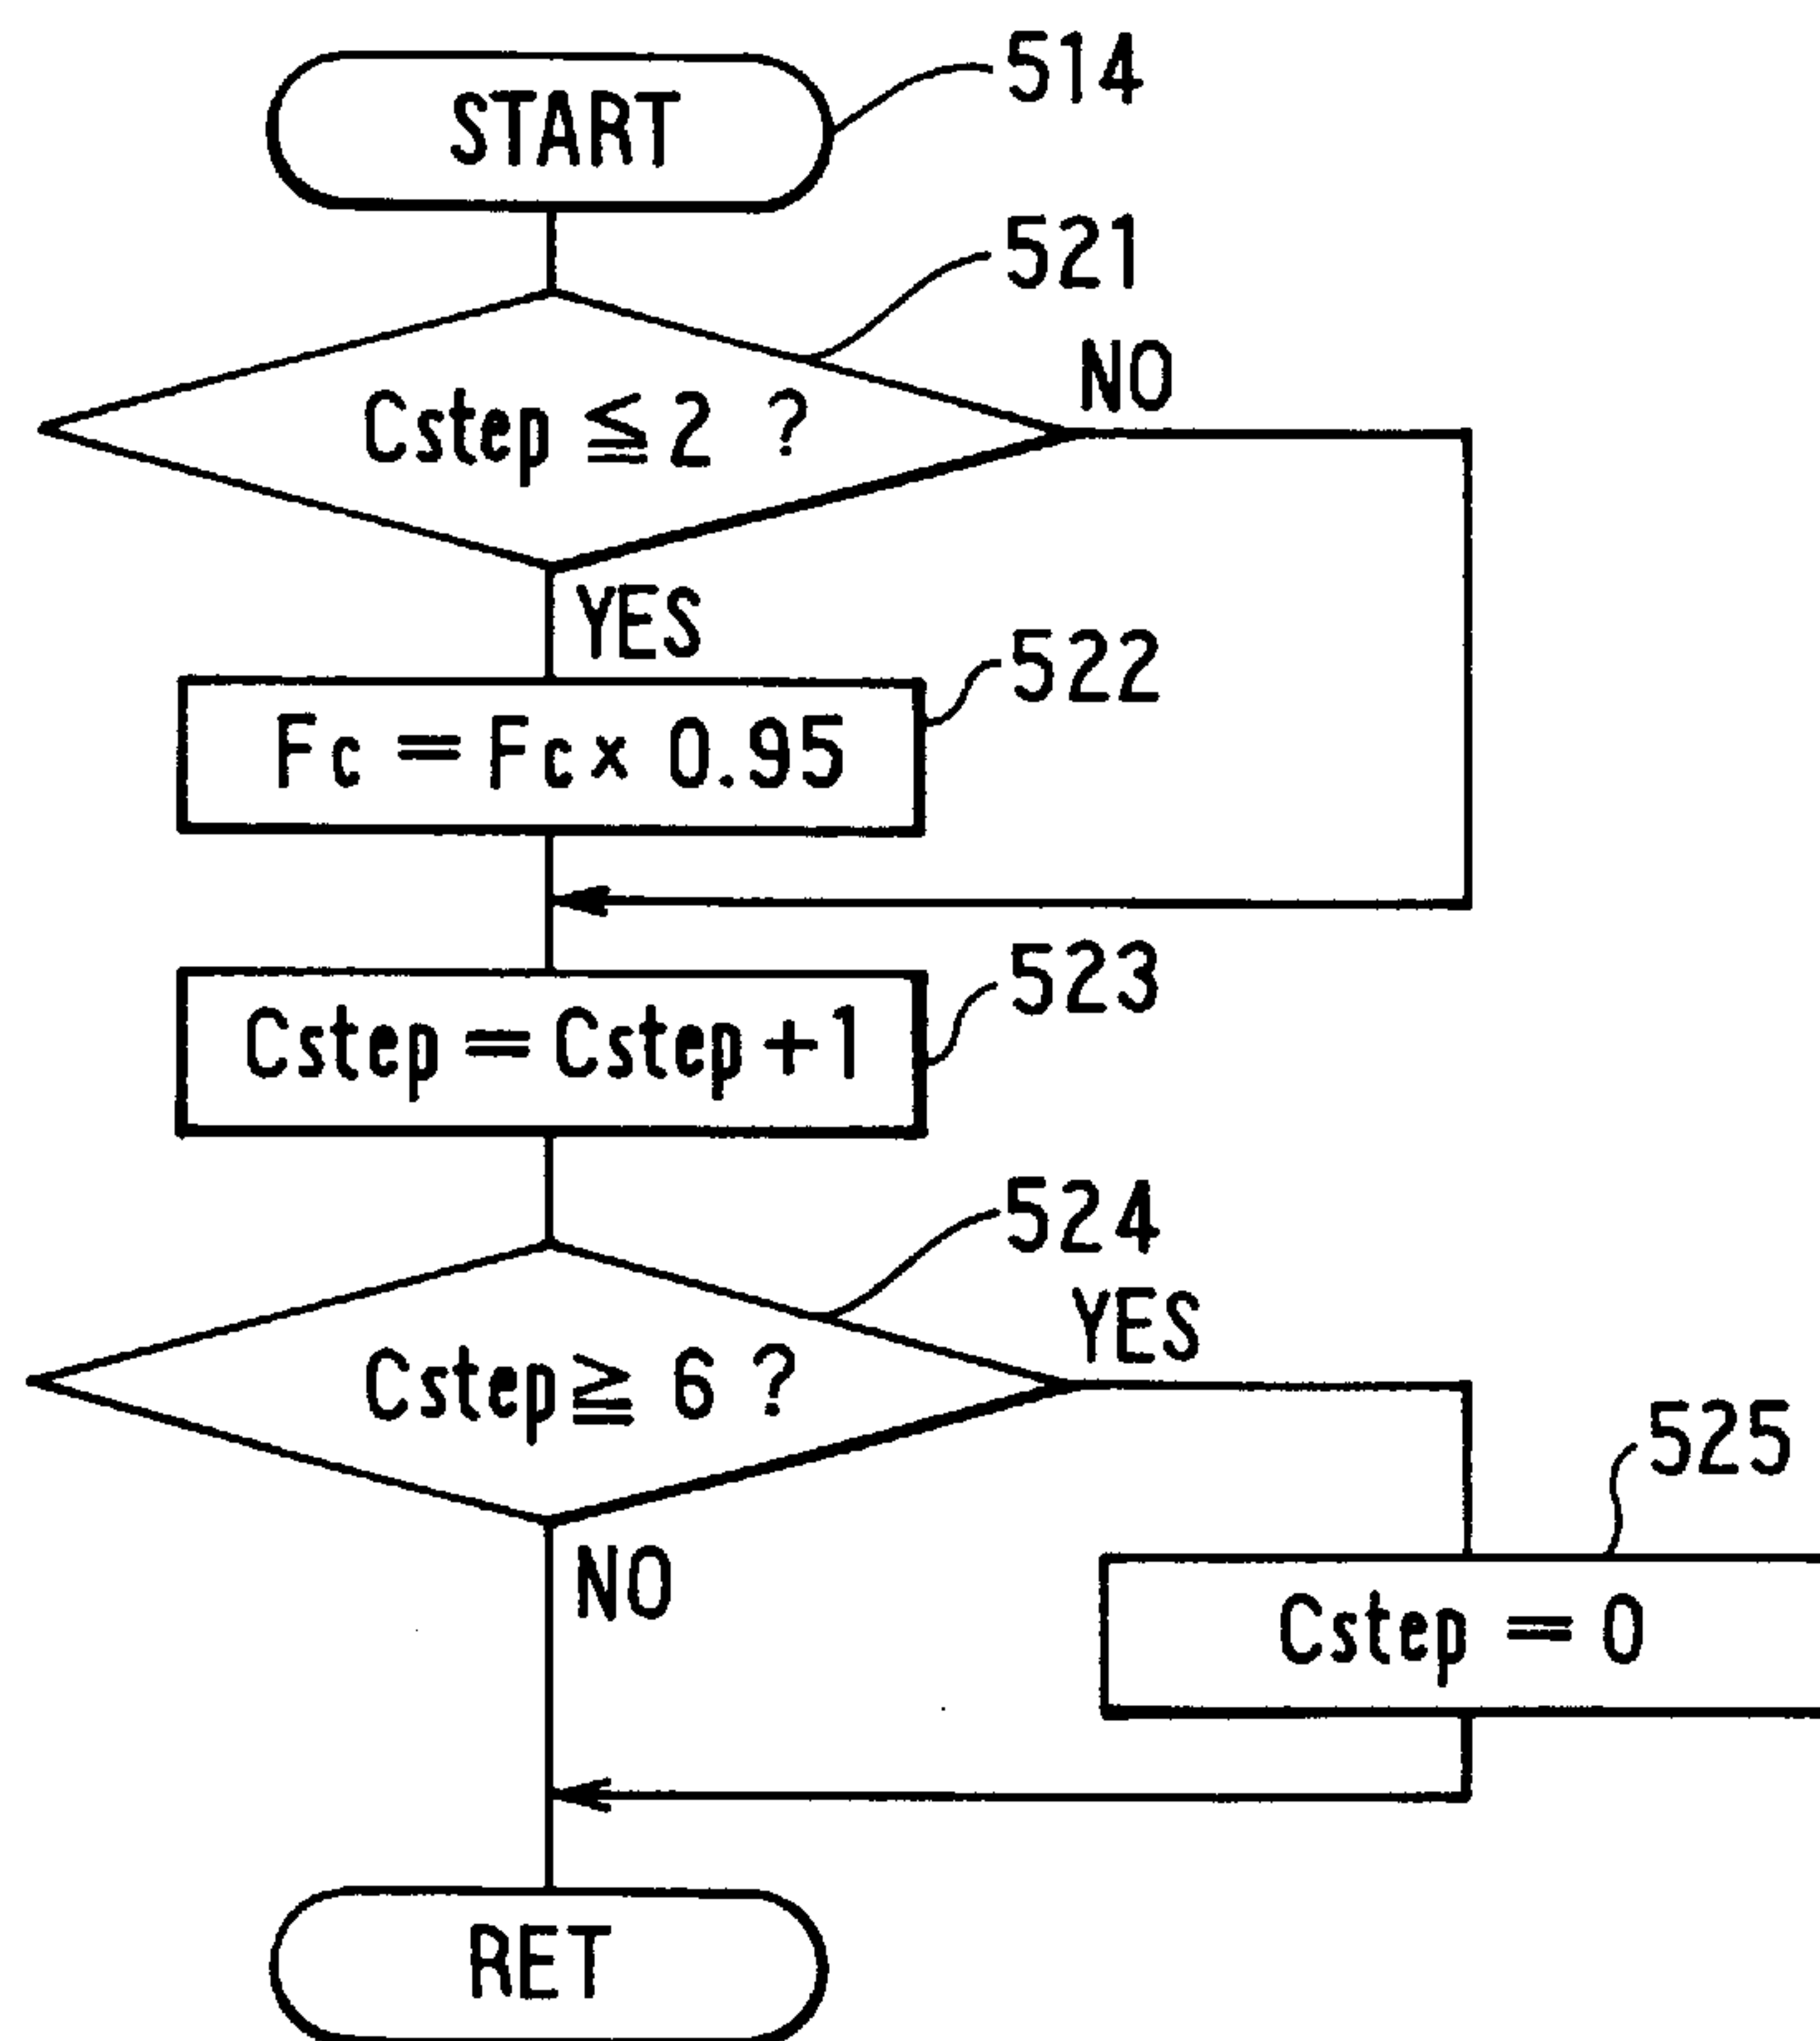 START
514
521
Cstep ≦ 2 ?
NO
YES
522
Fc = Fc x 0.95
523
Cstep = Cstep + 1
524
YES
Cstep ≧ 6 ?
525
NO
Cstep = 0
RET